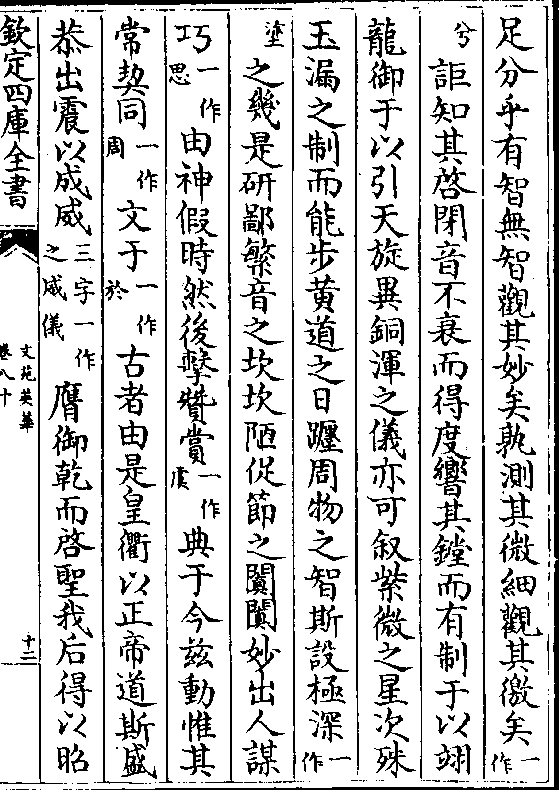 足分乎有智無智觀其妙矣孰測其微細觀其徼矣一作
兮詎知其啓閉音不衰而得度響其鏜而有制于以翊
龍御于以引天旋異銅渾之儀亦可叙紫微之星次殊
玉漏之制而能步黄道之日躔周物之智斯設極深一作
塗之幾是研鄙繁音之坎坎陋促節之闐闐妙出人謀
巧一作思由神假時然後擊贊賞一作虞典于今兹動惟其
常契同一作周文于一作於古者由是皇衢以正帝道斯盛
恭出震以成威三字一作之威儀膺御乾而啓聖我后得以昭
欽定四庫全書
文苑英華
卷八十
十二